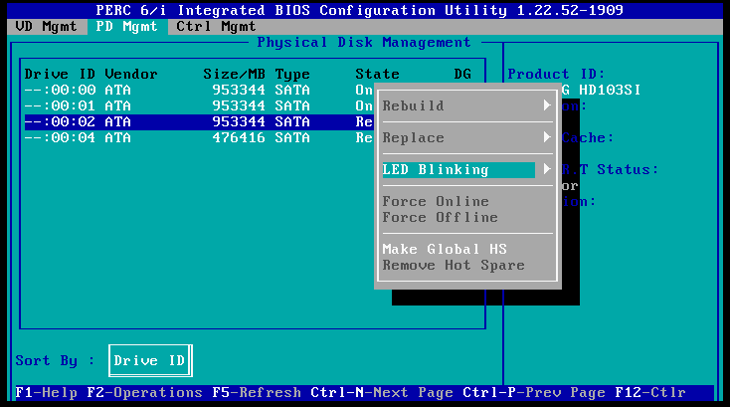 PERC 6/i Integrated BIOS Configuration Utility 1.22.52-1909
VD Mgmt PD Mgmt Ctrl Mgmt
Physical Disk Management
Drive ID Vendor Size/MB Type State DG
--:00:00 ATA 953344 SATA On
--:00:01 ATA 953344 SATA On
--:00:02 ATA 953344 SATA Re
--:00:04 ATA 476416 SATA Re
Rebuild
Replace
LED Blinking
Force Online
Force Offline
Make Global HS
Remove Hot Spare
Product ID:
G HD103SI
on:
Cache:
R.T Status:
or
ion:
Sort By : Drive ID
F1-Help F2-Operations F5-Refresh Ctrl-N-Next Page Ctrl-P-Prev Page F12-Ctlr